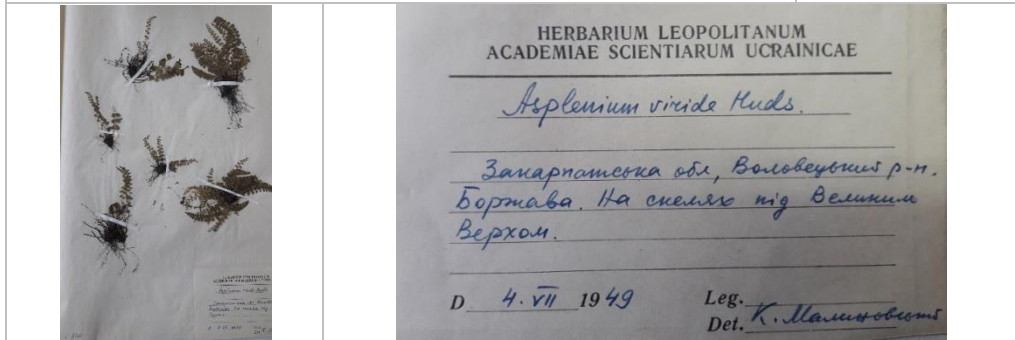 HERBARIUM LEOPOLITANUM
ACADEMIAE SCIENTIARUM UCRAINICAE
Asplenium viride Huds.
Закарпатська обл, Воловецький р-н.
Боржава. На скелях під Великим
Верхом.
D 4. VII 1949
Leg.
Det. К. Малиновський